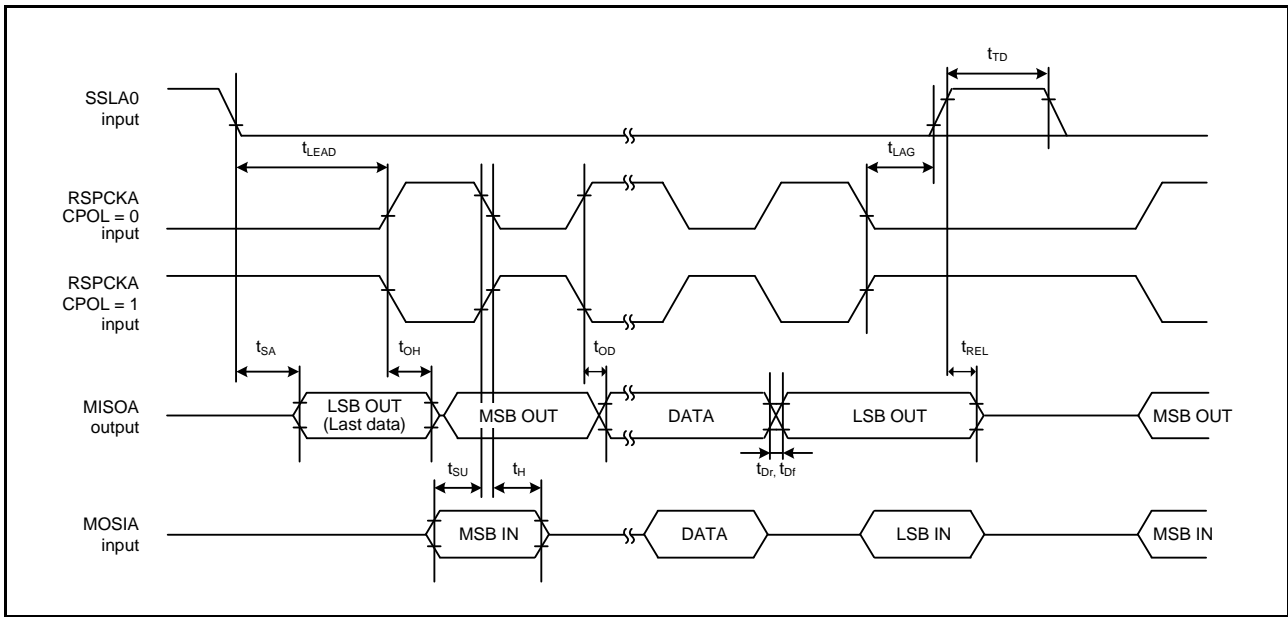 tTD
SSLA0
input
tLEAD
tLAG
RSPCKA
CPOL = 0
input
RSPCKA
CPOL = 1
input
tSA
tOH
tOD
tREL
MISOA
output
LSB OUT
(Last data)
MSB OUT
DATA
LSB OUT
MSB OUT
tSU
tH
tDr, tDf
MOSIA
input
MSB IN
DATA
LSB IN
MSB IN